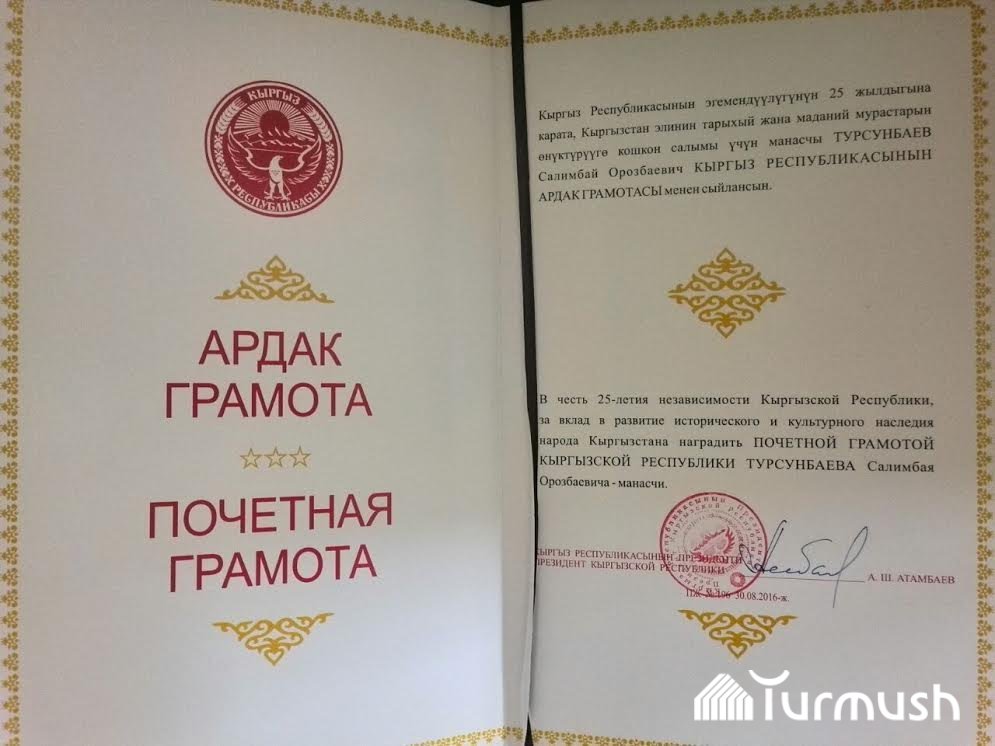 КЫРГЫЗ
РЕСПУБЛИКАСЫ
АРДАК
ГРАМОТА
ПОЧЕТНАЯ
ГРАМОТА
Кыргыз Республикасынын эгемендүүлүгүнүн 25 жылдыгына
карата, Кыргызстан элинин тарыхый жана маданий мурастарын
өнүктүрүүгө кошкон салымы үчүн манасчы ТУРСУНБАЕВ
Салимбай Орозбаевич КЫРГЫЗ РЕСПУБЛИКАСЫНЫН
АРДАК ГРАМОТАСЫ менен сыйлансын.
В честь 25-летия независимости Кыргызской Республики,
за вклад в развитие исторического и культурного наследия
народа Кыргызстана наградить ПОЧЕТНОЙ ГРАМОТОЙ
КЫРГЫЗСКОЙ РЕСПУБЛИКИ ТУРСУНБАЕВА Салимбая
Орозбаевича - манасчи.
КЫРГЫЗ РЕСПУБЛИКАСЫНЫН ПРЕЗИДЕНТИ
ПРЕЗИДЕНТ КЫРГЫЗСКОЙ РЕСПУБЛИКИ
А. Ш. АТАМБАЕВ
ПЖ № 196 30.08.2016-ж.
Turmush